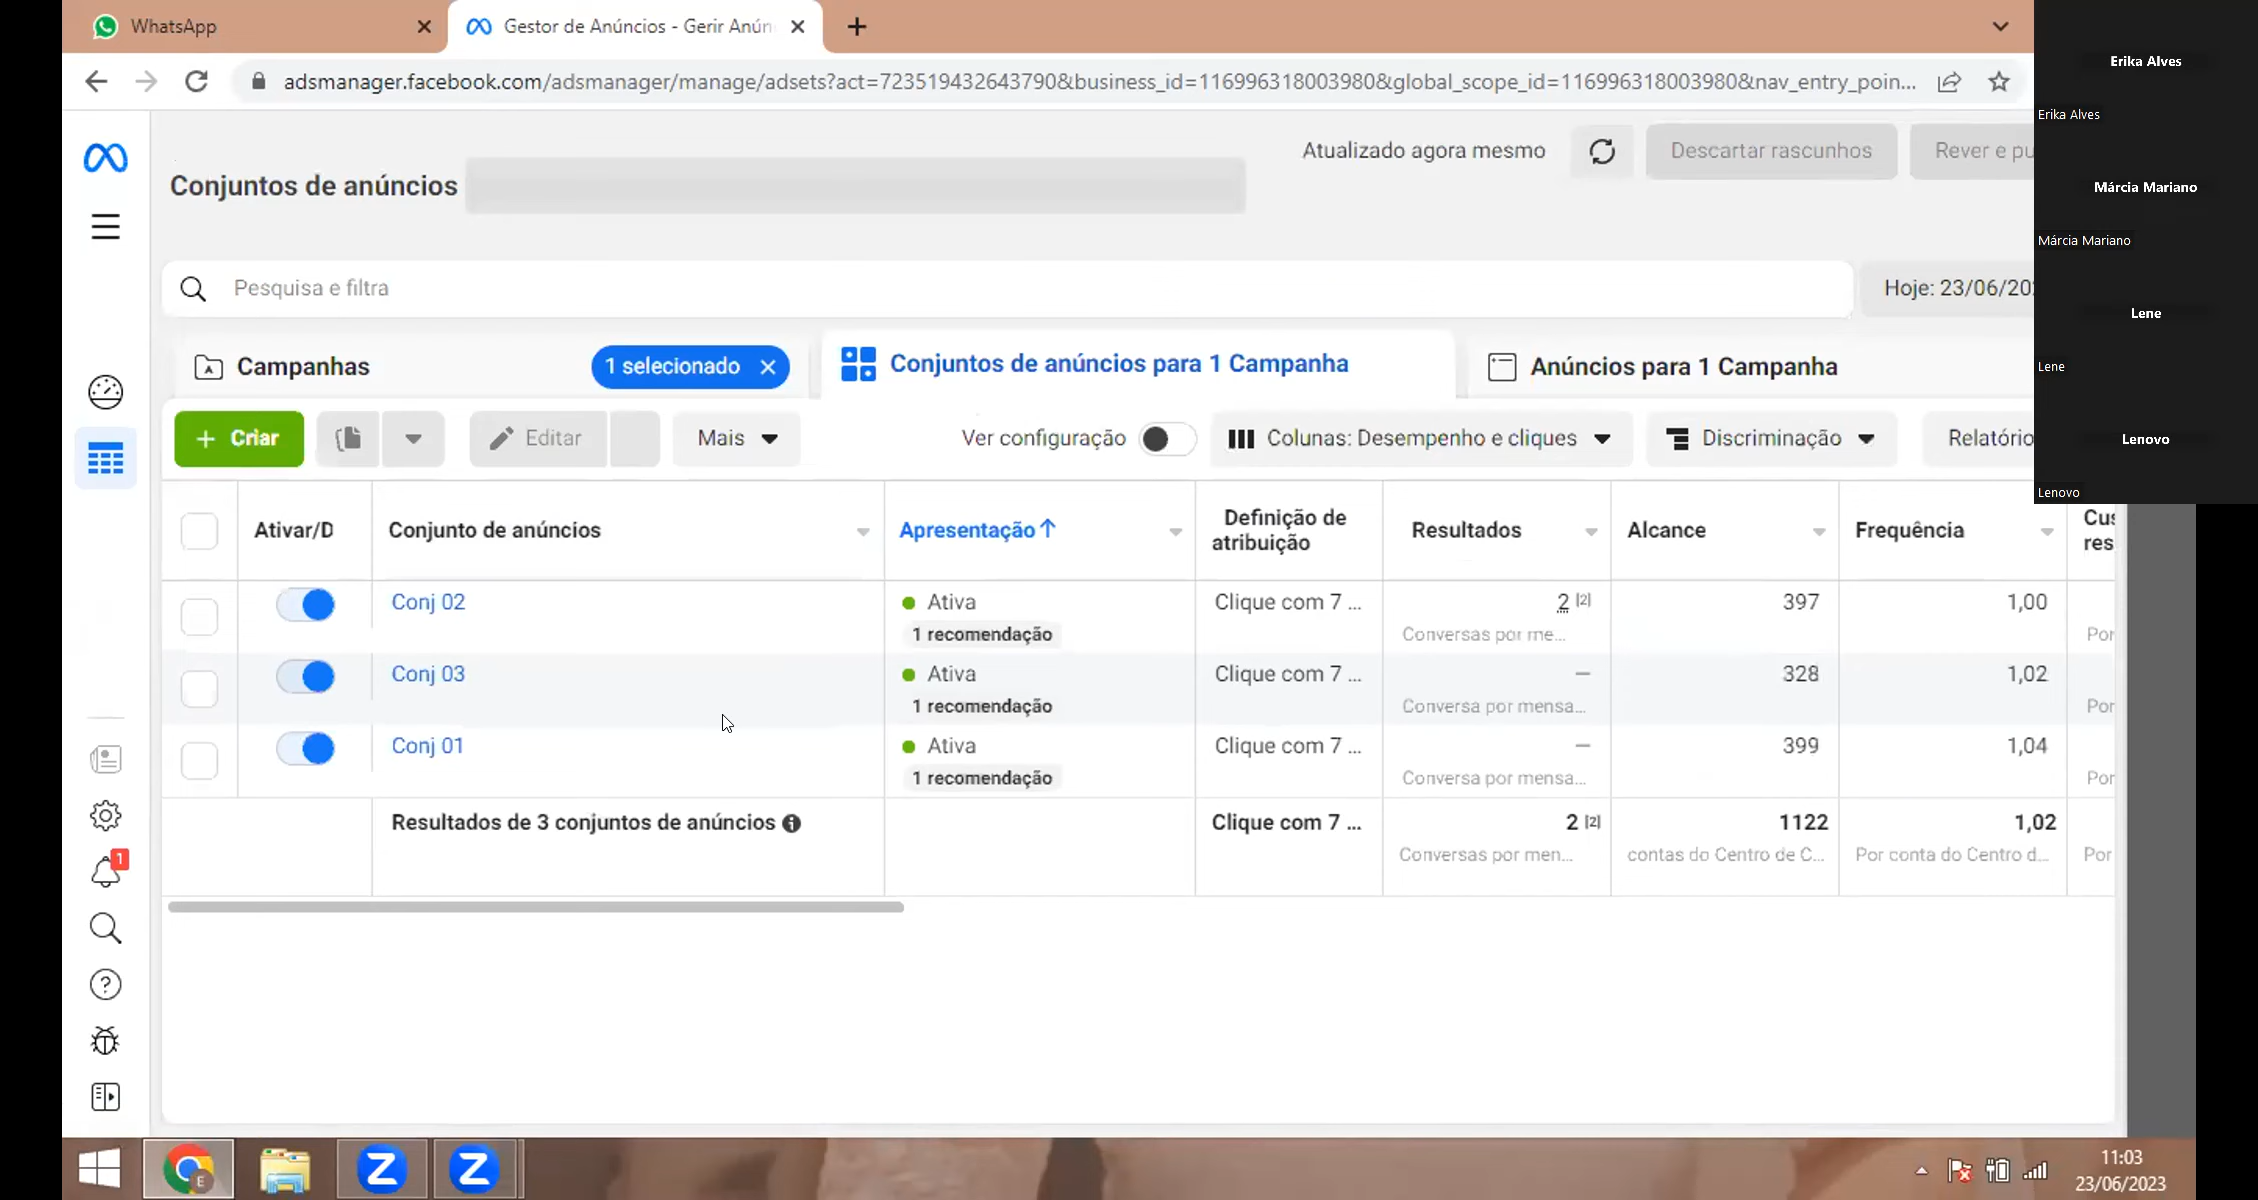 WhatsApp
Gestor de Anúncios - Gerir Anún
adsmanager.facebook.com/adsmanager/manage/adsets?act=723519432643790&business_id=116996318003980&global_scope_id=116996318003980&nav_entry_poin...
Erika Alves
Erika Alves
Márcia Mariano
Márcia Mariano
Lene
Lene
Lenovo
Lenovo
Conjuntos de anúncios
Atualizado agora mesmo
Descartar rascunhos
Rever e pu
Pesquisa e filtra
Hoje: 23/06/20
Campanhas
1 selecionado
Conjuntos de anúncios para 1 Campanha
Anúncios para 1 Campanha
+ Criar
Editar
Mais
Ver configuração
Colunas: Desempenho e cliques
Discriminação
Relatório
Ativar/D
Conjunto de anúncios
Apresentação ↑
Definição de atribuição
Resultados
Alcance
Frequência
Cus
res
Conj 02
Ativa
1 recomendação
Clique com 7 ...
2 [2]
Conversas por me...
397
1,00
Por
Conj 03
Ativa
1 recomendação
Clique com 7 ...
—
Conversa por mensa...
328
1,02
Por
Conj 01
Ativa
1 recomendação
Clique com 7 ...
—
Conversa por mensa...
399
1,04
Por
Resultados de 3 conjuntos de anúncios
Clique com 7 ...
2 [2]
Conversas por men...
1122
contas do Centro de C...
1,02
Por conta do Centro d...
Por
1
E
11:03
23/06/2023